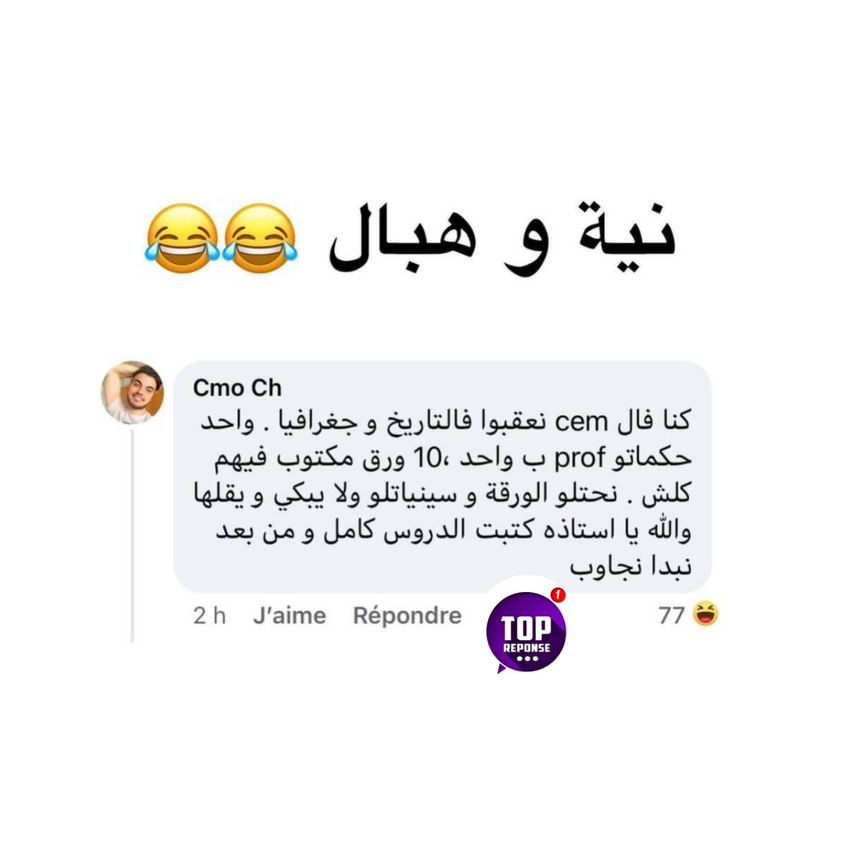 نية و هبال 😂😂
Cmo Ch
كنا فال cem نعقبوا فالتاريخ و جغرافيا . واحد
حكماتو prof ب واحد ،10 ورق مكتوب فيهم
كلش . نحتلو الورقة و سينياتلو ولا يبكي و يقلها
والله يا استاذه كتبت الدروس كامل و من بعد
نبدا نجاوب
2 h J’aime Répondre 77 😆
1
TOP
REPONSE